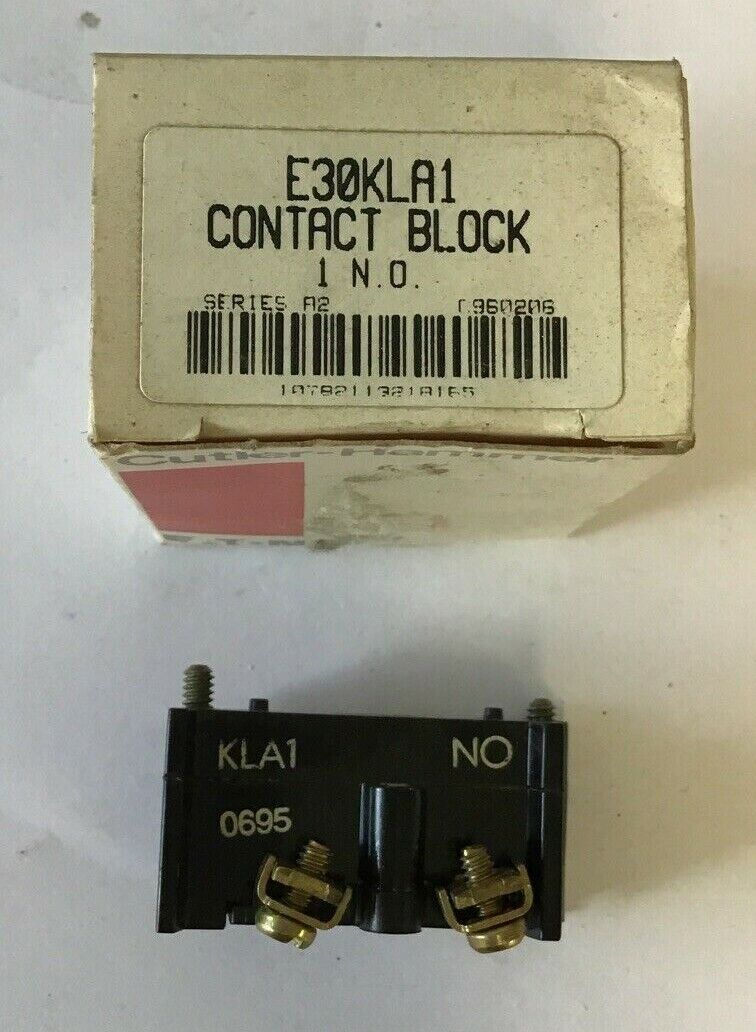 E30KLA1
CONTACT BLOCK
1 N.O.
SERIES A2 C960206
Cutler-Hammer
KLA1 NO
0695